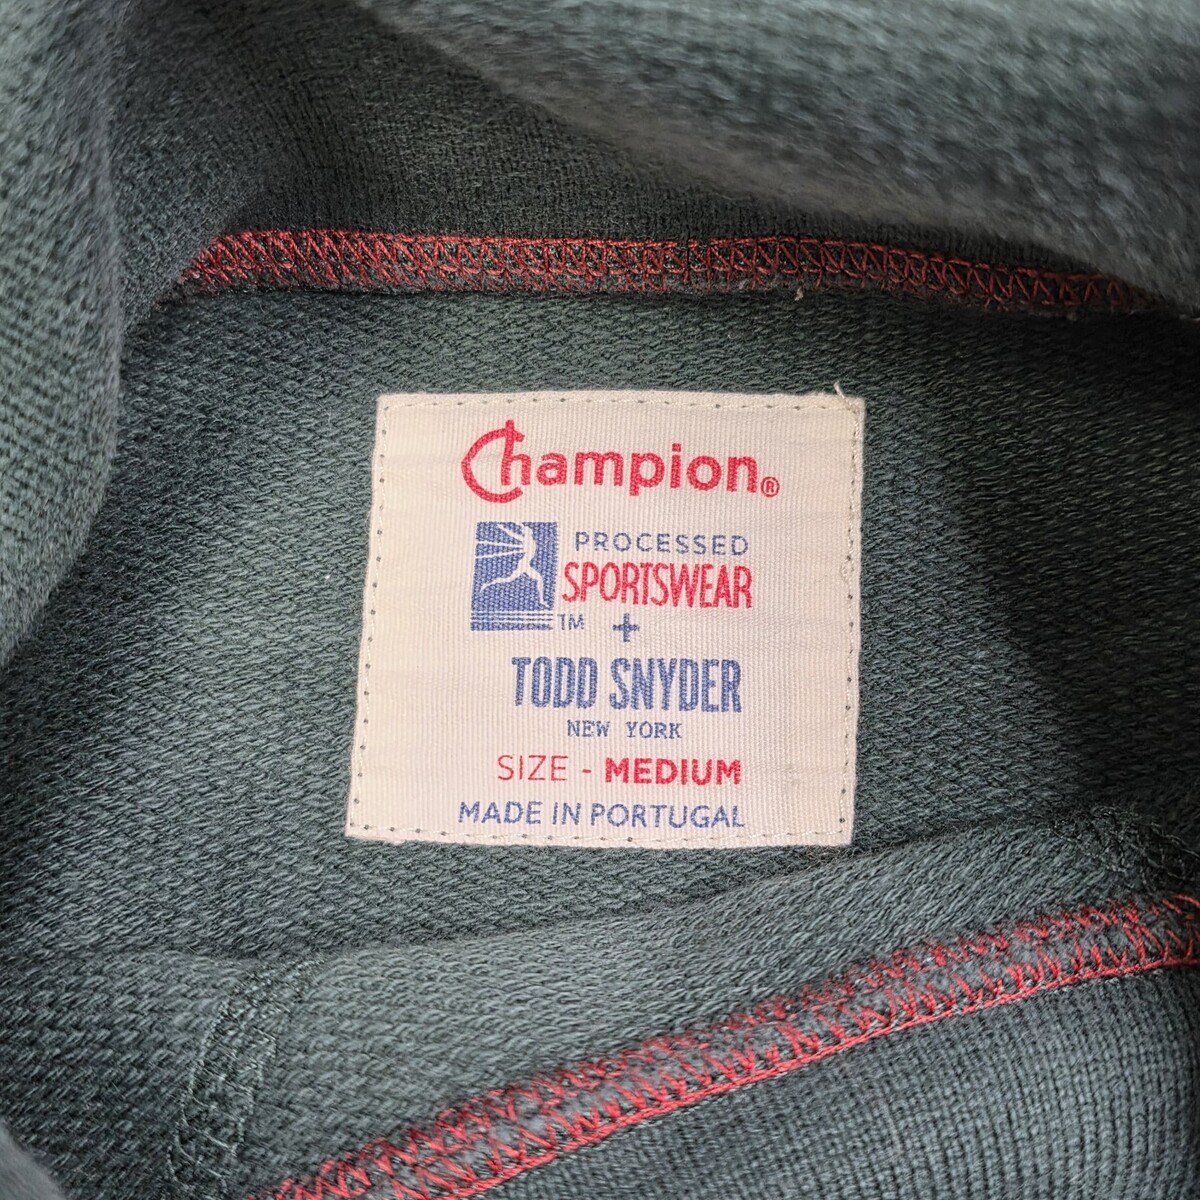 Champion®
PROCESSED
SPORTSWEAR
TM +
TODD SNYDER
NEW YORK
SIZE - MEDIUM
MADE IN PORTUGAL